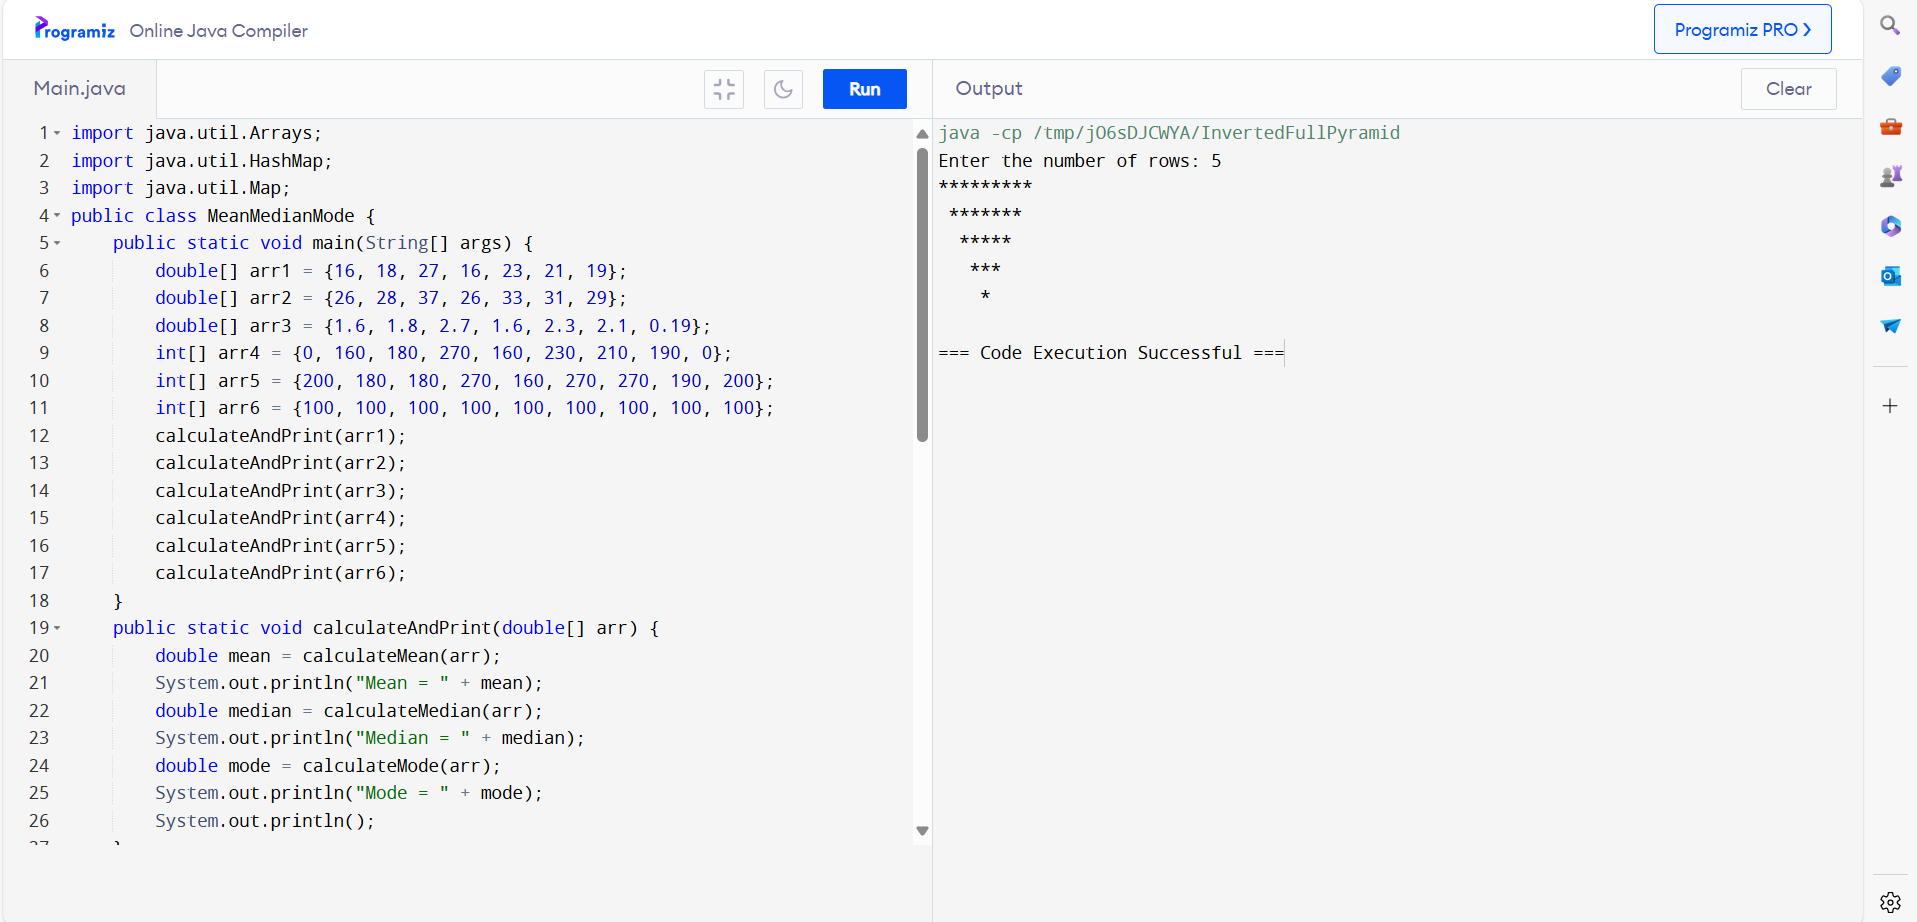 Programiz Online Java Compiler
Programiz PRO ❯
Main.java
Run
Output
Clear
1 import java.util.Arrays;
2 import java.util.HashMap;
3 import java.util.Map;
4 public class MeanMedianMode {
5     public static void main(String[] args) {
6         double[] arr1 = {16, 18, 27, 16, 23, 21, 19};
7         double[] arr2 = {26, 28, 37, 26, 33, 31, 29};
8         double[] arr3 = {1.6, 1.8, 2.7, 1.6, 2.3, 2.1, 0.19};
9         int[] arr4 = {0, 160, 180, 270, 160, 230, 210, 190, 0};
10         int[] arr5 = {200, 180, 180, 270, 160, 270, 270, 190, 200};
11         int[] arr6 = {100, 100, 100, 100, 100, 100, 100, 100, 100};
12         calculateAndPrint(arr1);
13         calculateAndPrint(arr2);
14         calculateAndPrint(arr3);
15         calculateAndPrint(arr4);
16         calculateAndPrint(arr5);
17         calculateAndPrint(arr6);
18     }
19     public static void calculateAndPrint(double[] arr) {
20         double mean = calculateMean(arr);
21         System.out.println("Mean = " + mean);
22         double median = calculateMedian(arr);
23         System.out.println("Median = " + median);
24         double mode = calculateMode(arr);
25         System.out.println("Mode = " + mode);
26         System.out.println();
27     }
java -cp /tmp/jO6sDJCWYA/InvertedFullPyramid
Enter the number of rows: 5
*********
 *******
  *****
   ***
    *
=== Code Execution Successful ===